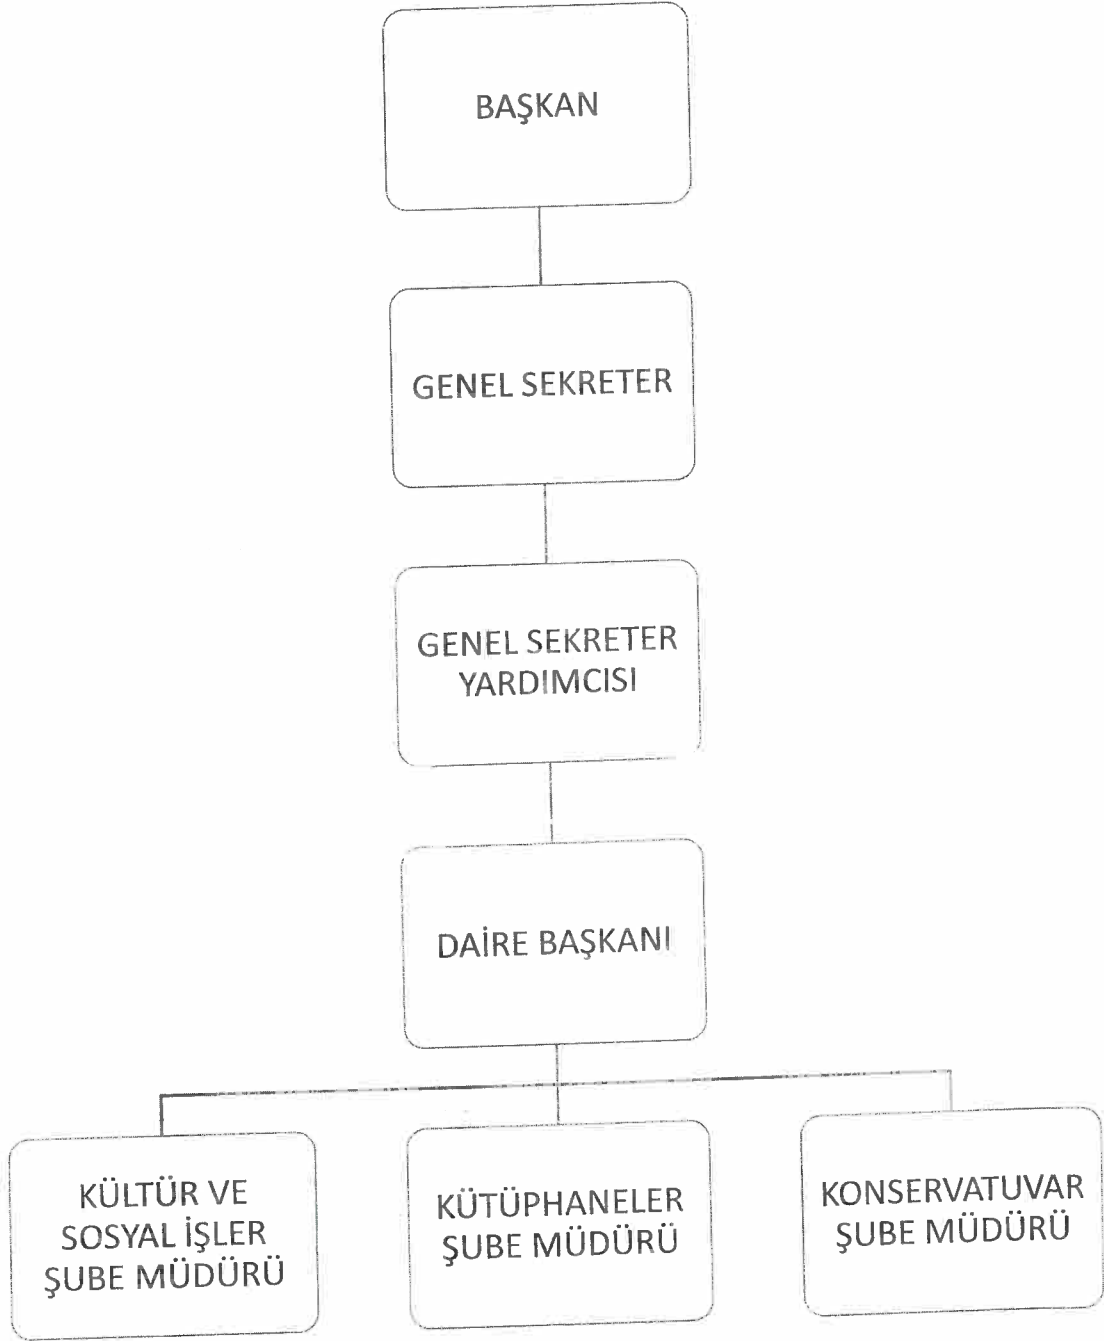 BAŞKAN
GENEL SEKRETER
GENEL SEKRETER
YARDIMCISI
DAİRE BAŞKANI
KÜLTÜR VE
SOSYAL İŞLER
ŞUBE MÜDÜRÜ
KÜTÜPHANELER
ŞUBE MÜDÜRÜ
KONSERVATUVAR
ŞUBE MÜDÜRÜ